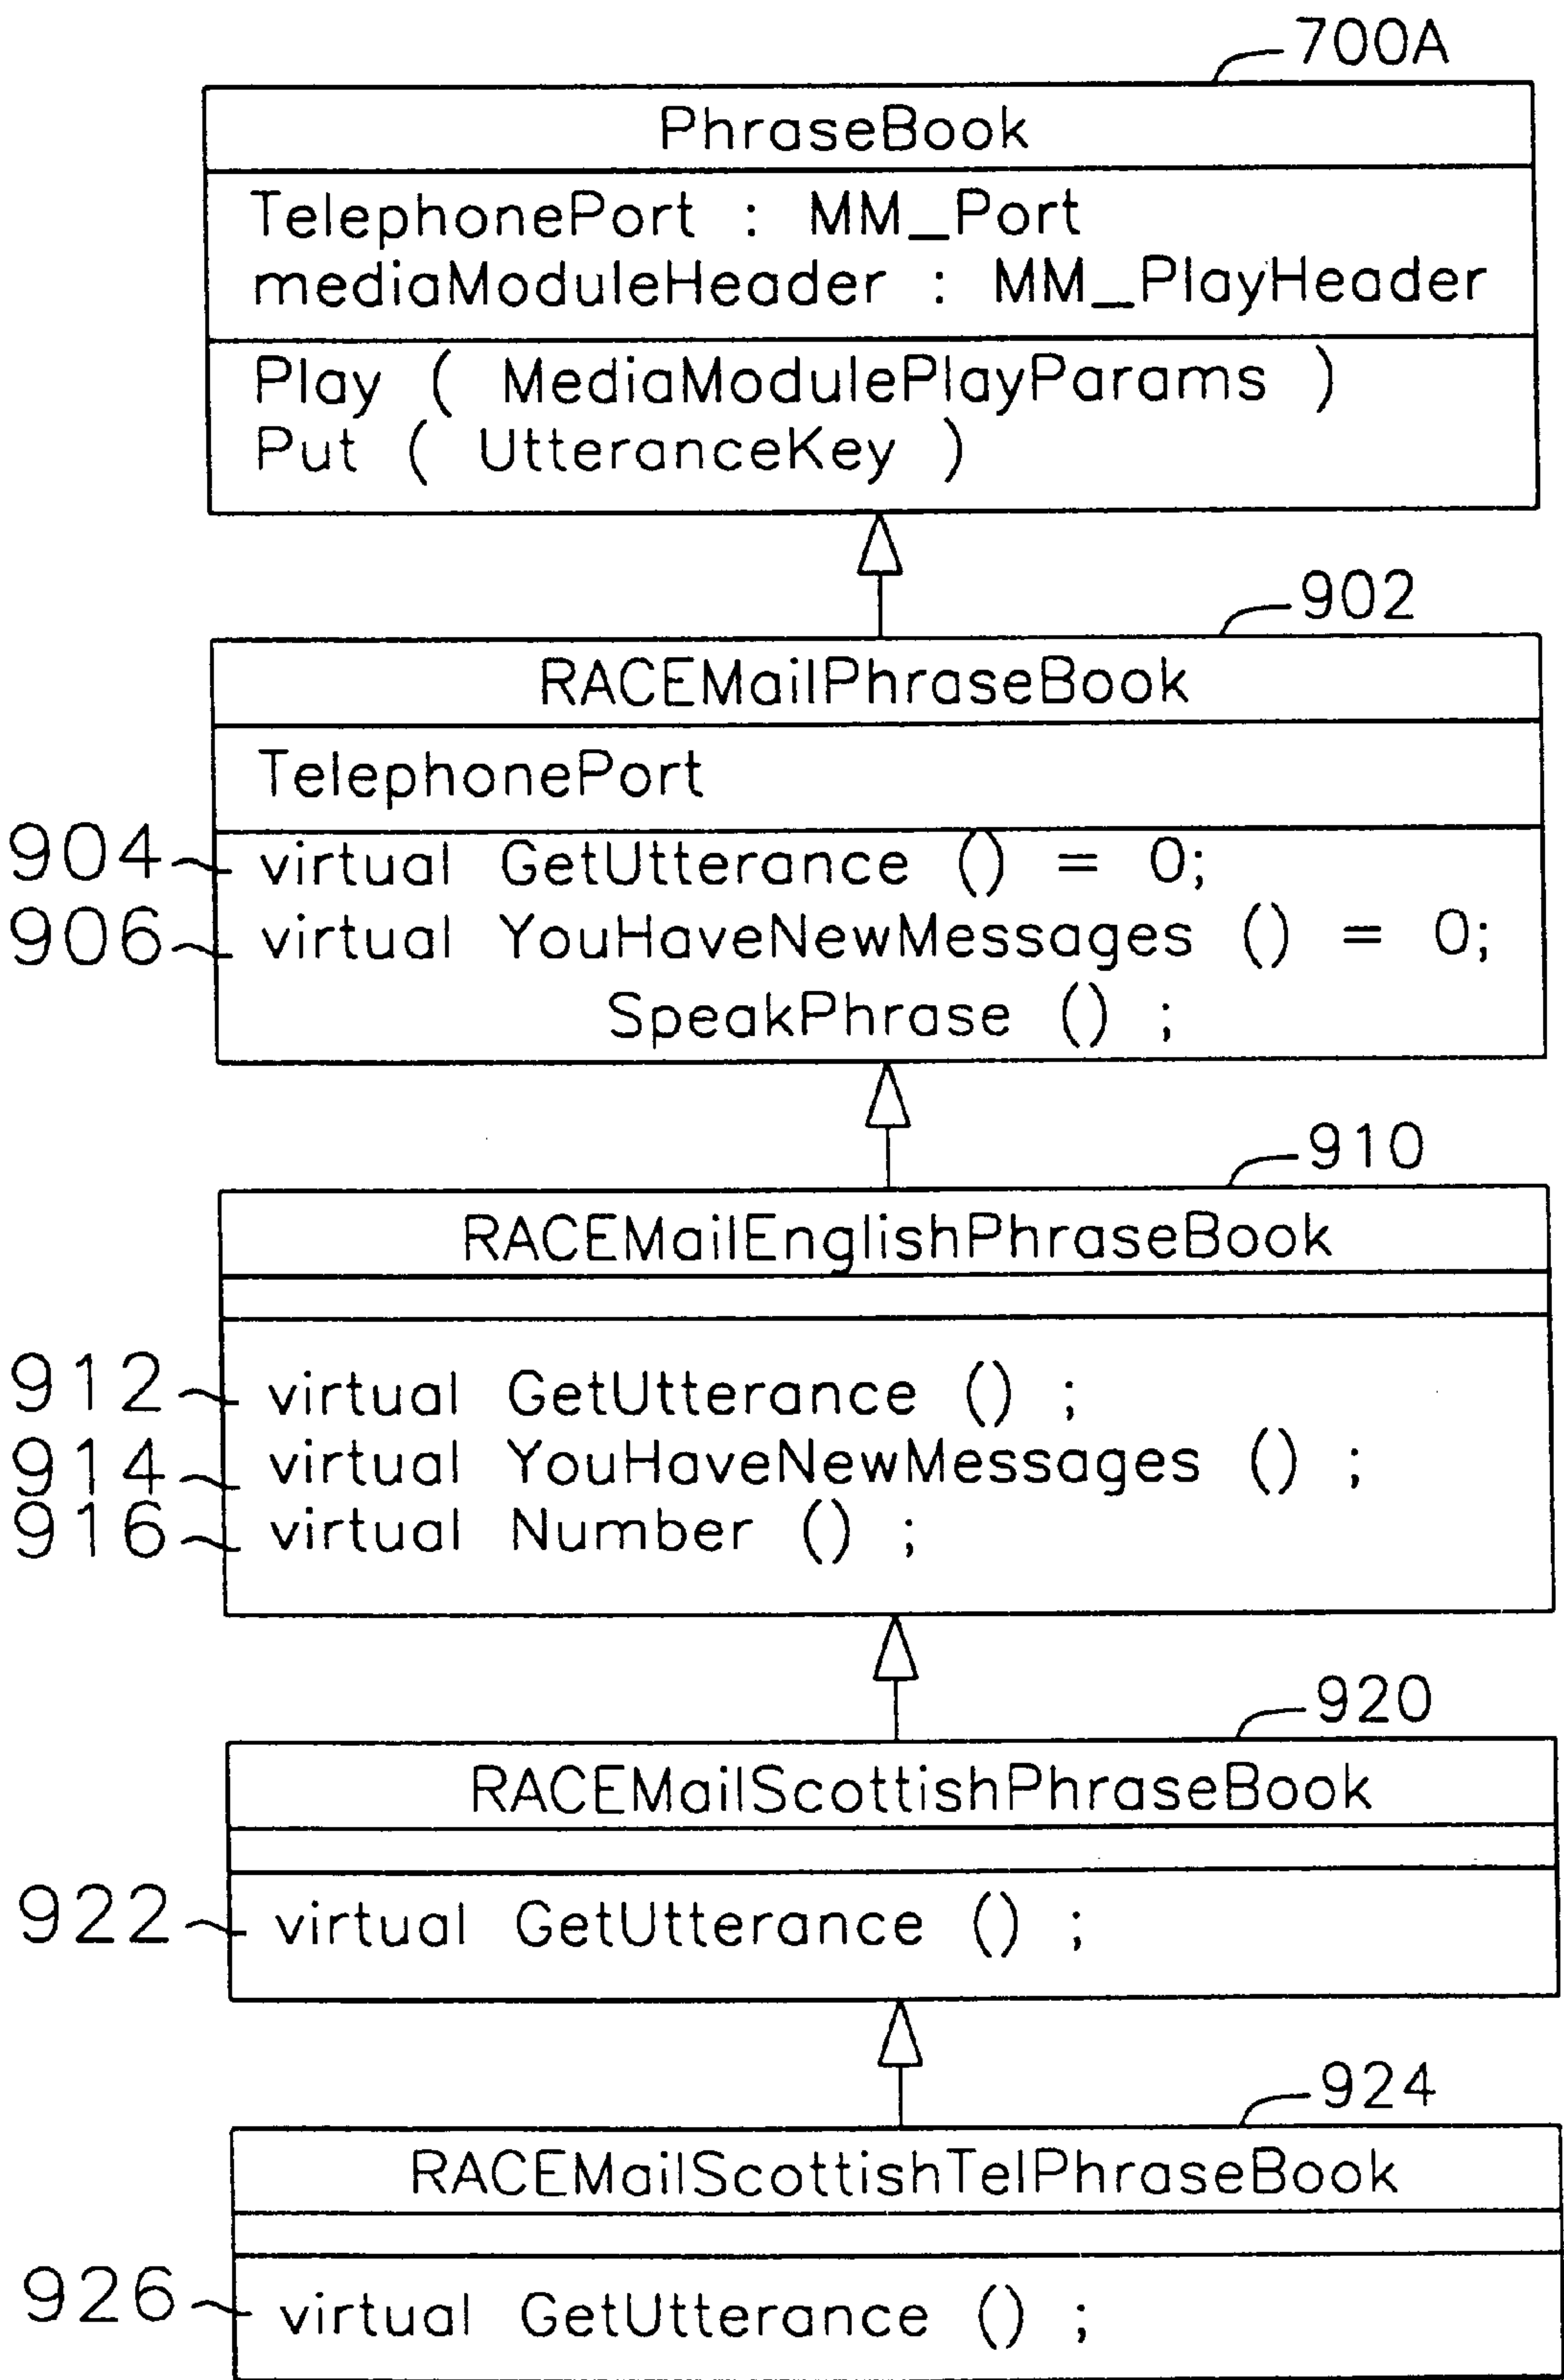 700A
PhraseBook
TelephonePort : MM_Port
mediaModuleHeader : MM_PlayHeader
Play ( MediaModulePlayParams )
Put ( UtteranceKey )
902
RACEMailPhraseBook
TelephonePort
904 virtual GetUtterance () = 0;
906 virtual YouHaveNewMessages () = 0;
SpeakPhrase () ;
910
RACEMailEnglishPhraseBook
912 virtual GetUtterance () ;
914 virtual YouHaveNewMessages () ;
916 virtual Number () ;
920
RACEMailScottishPhraseBook
922 virtual GetUtterance () ;
924
RACEMailScottishTelPhraseBook
926 virtual GetUtterance () ;